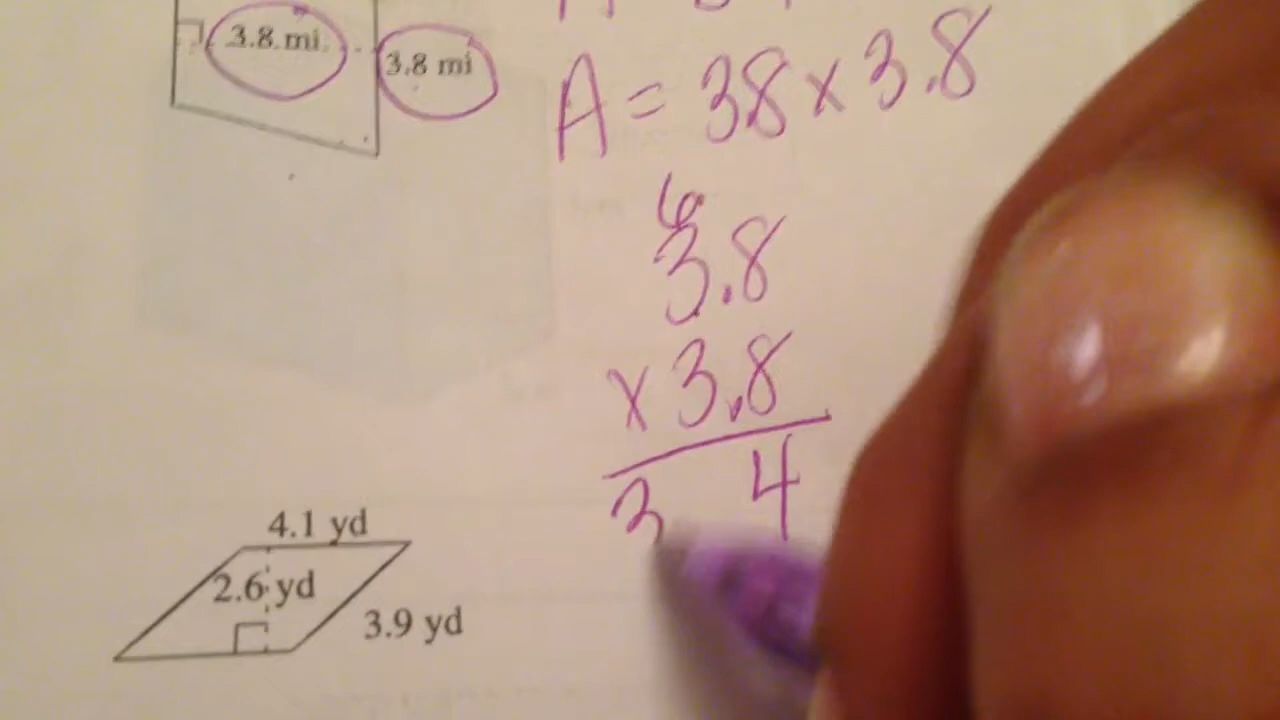 3.8 mi
3.8 mi
A = 38 x 3.8
6
3.8
x 3.8
3 4
4.1 yd
2.6 yd
3.9 yd